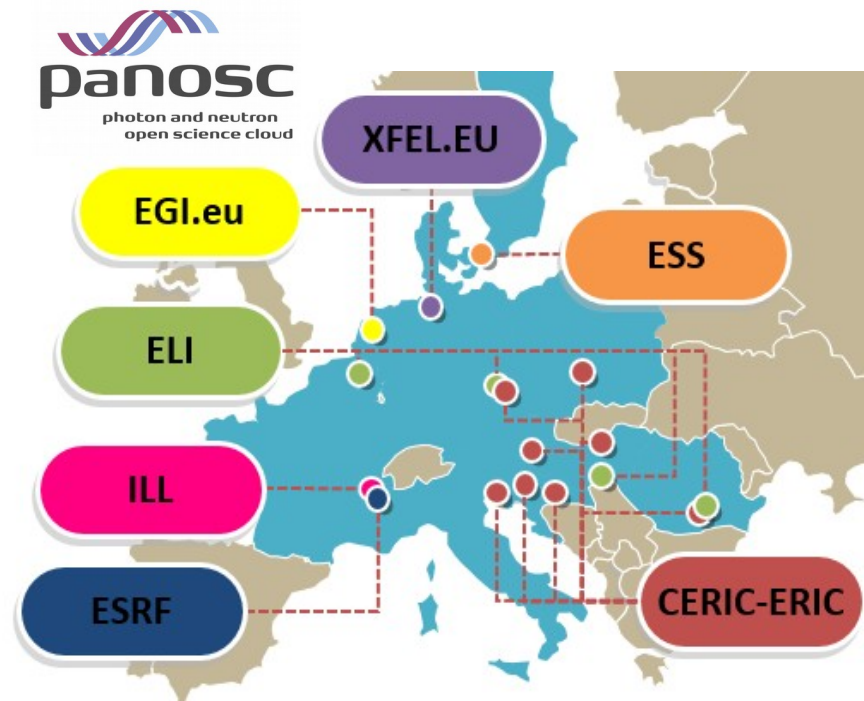 panosc
photon and neutron
open science cloud
XFEL.EU
EGI.eu
ESS
ELI
ILL
ESRF
CERIC-ERIC